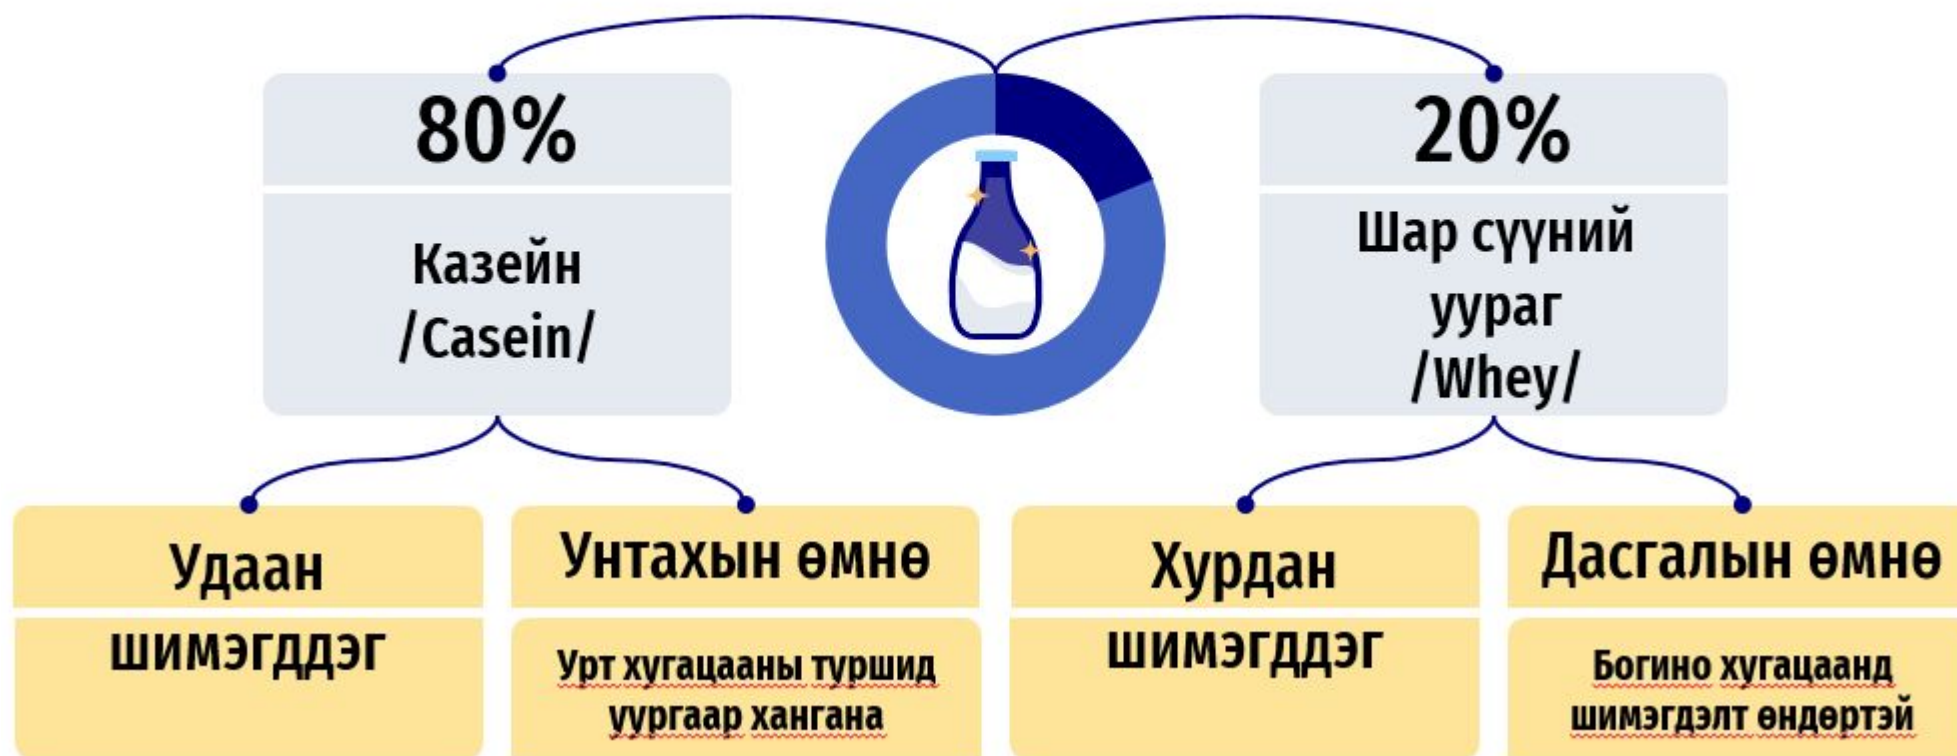 80%
Казейн
/Casein/
20%
Шар сүүний
уураг
/Whey/
Удаан
шимэгддэг
Унтахын өмнө
Урт хугацааны туршид
уургаар хангана
Хурдан
шимэгддэг
Дасгалын өмнө
Богино хугацаанд
шимэгдэлт өндөртэй